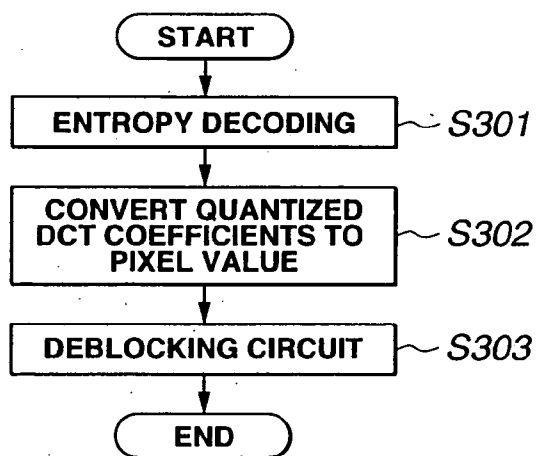 START
ENTROPY DECODING
S301
CONVERT QUANTIZED
DCT COEFFICIENTS TO
PIXEL VALUE
S302
DEBLOCKING CIRCUIT
S303
END